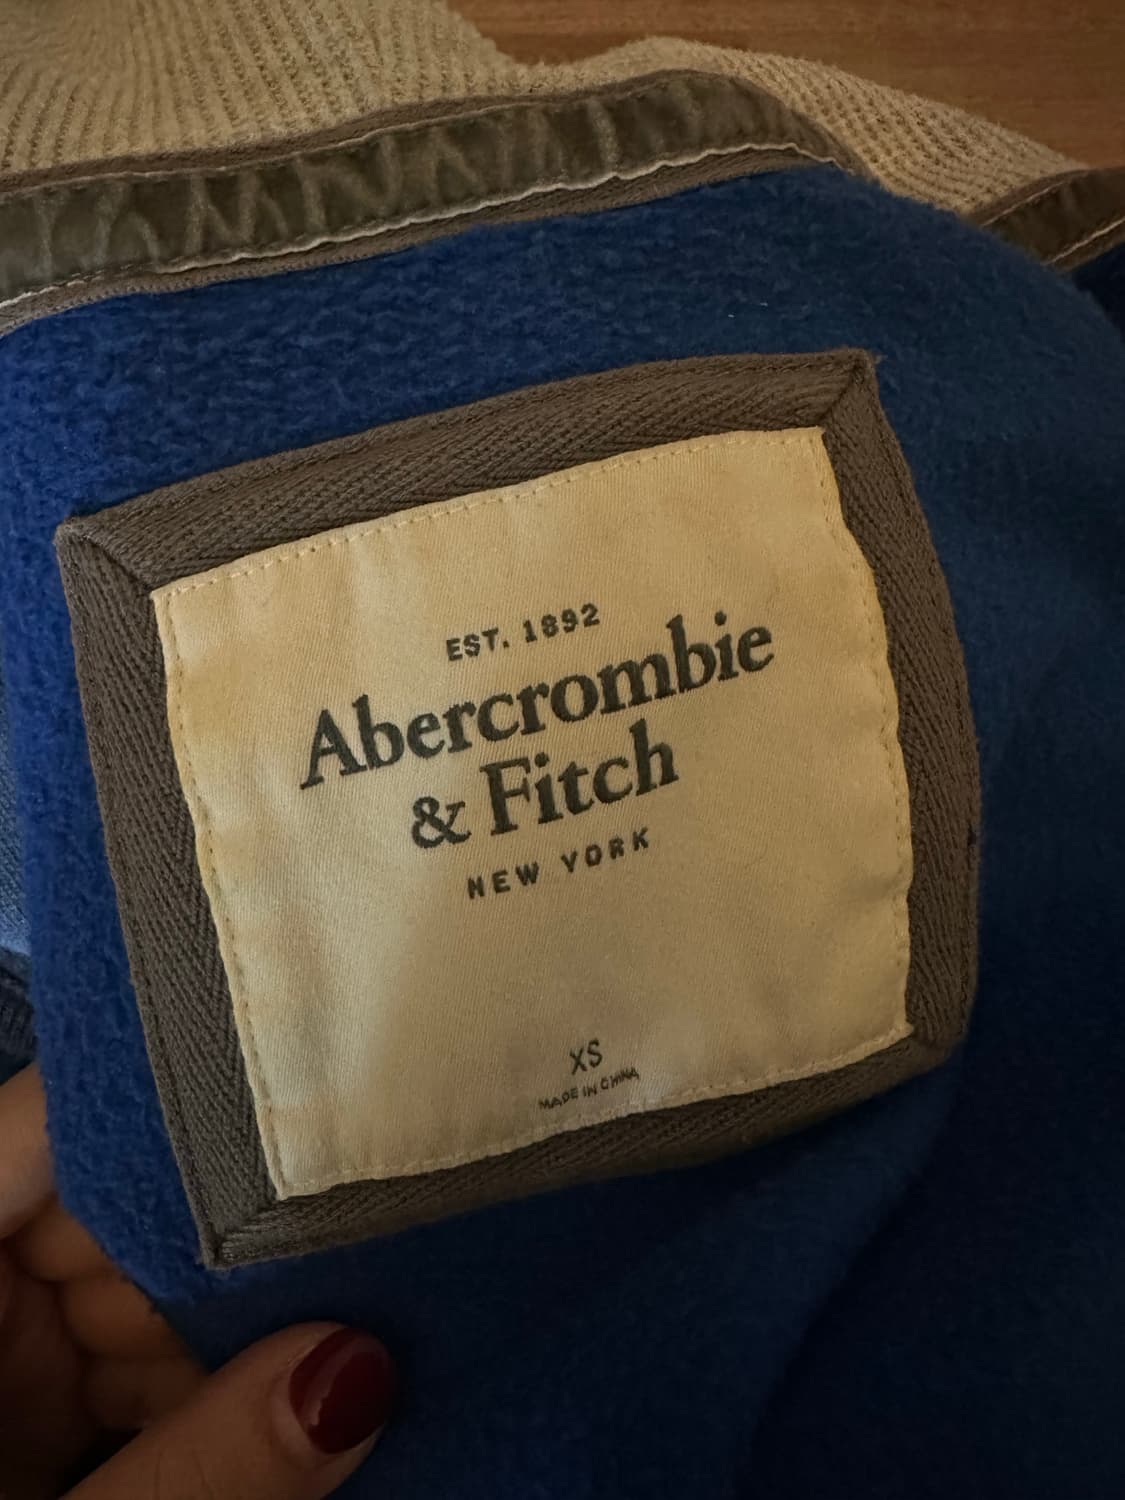 EST. 1892
Abercrombie
& Fitch
NEW YORK
XS
MADE IN CHINA